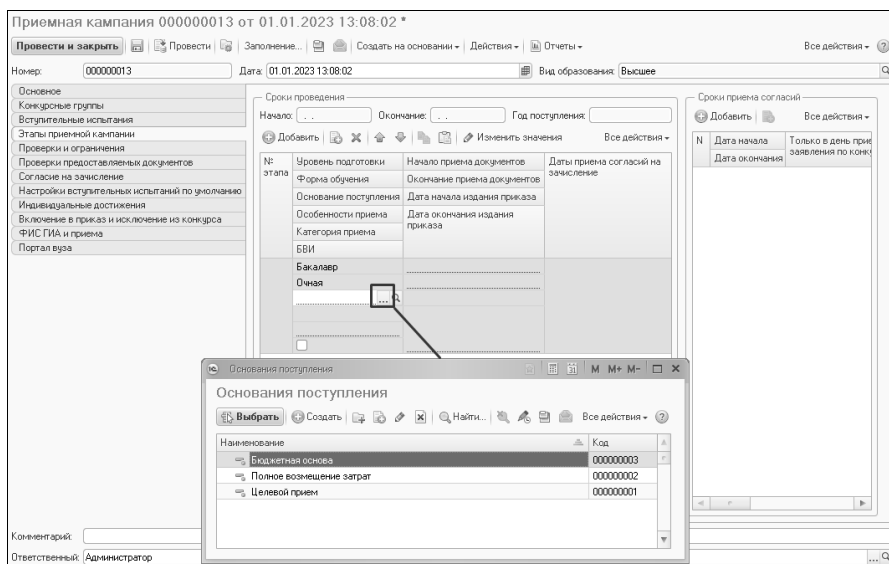 Приемная кампания 000000013 от 01.01.2023 13:08:02 *
Провести и закрыть Провести Заполнение... Создать на основании Действия Отчеты Все действия
Номер: 000000013 Дата: 01.01.2023 13:08:02 Вид образования: Высшее
Основное
Конкурсные группы
Вступительные испытания
Этапы приемной кампании
Проверки и ограничения
Проверки предоставляемых документов
Согласие на зачисление
Настройки вступительных испытаний по умолчанию
Индивидуальные достижения
Включение в приказ и исключение из конкурса
ФИС ГИА и приема
Портал вуза
Сроки проведения
Начало: . . Окончание: . . Год поступления:
Добавить Изменить значения Все действия
№ этапа
Уровень подготовки
Форма обучения
Основание поступления
Особенности приема
Категория приема
БВИ
Начало приема документов
Окончание приема документов
Дата начала издания приказа
Дата окончания издания
приказа
Даты приема согласий на
зачисление
Бакалавр
Очная
...
Сроки приема согласий
Добавить Все действия
N Дата начала
Дата окончания
Только в день прие
заявления по конку
Основания поступления
M M+ M-
Основания поступления
Выбрать Создать Найти... Все действия
Наименование Код
Бюджетная основа 000000003
Полное возмещение затрат 000000002
Целевой прием 000000001
Комментарий:
Ответственный: Администратор ...